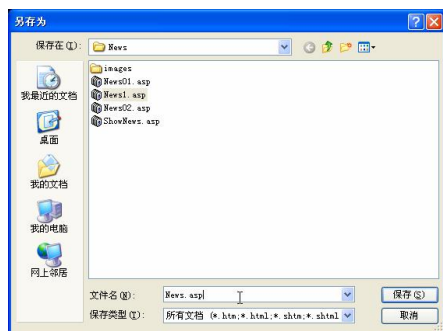 另存为
保存在(I):
News
images
News01.asp
News1.asp
News02.asp
ShowNews.asp
我最近的文档
桌面
我的文档
我的电脑
网上邻居
文件名(N):
News.asp
保存(S)
保存类型(T):
所有文档 (*.htm;*.html;*.shtm;*.shtml
取消